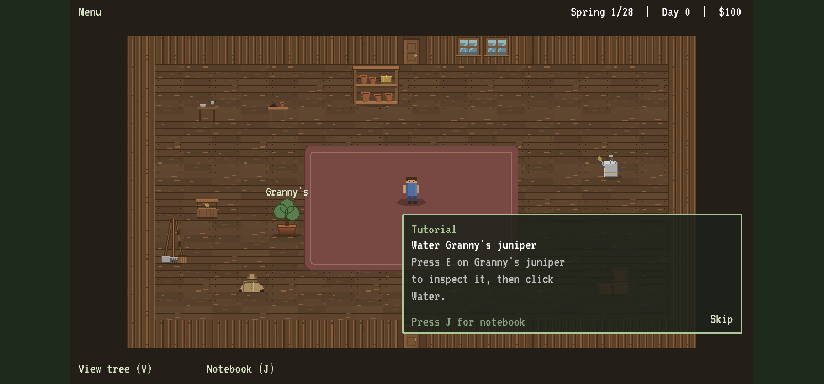 Menu
Spring 1/28 | Day 0 | $100
Granny's
Tutorial
Water Granny's juniper
Press E on Granny's juniper
to inspect it, then click
Water.
Press J for notebook
Skip
View tree (V)
Notebook (J)